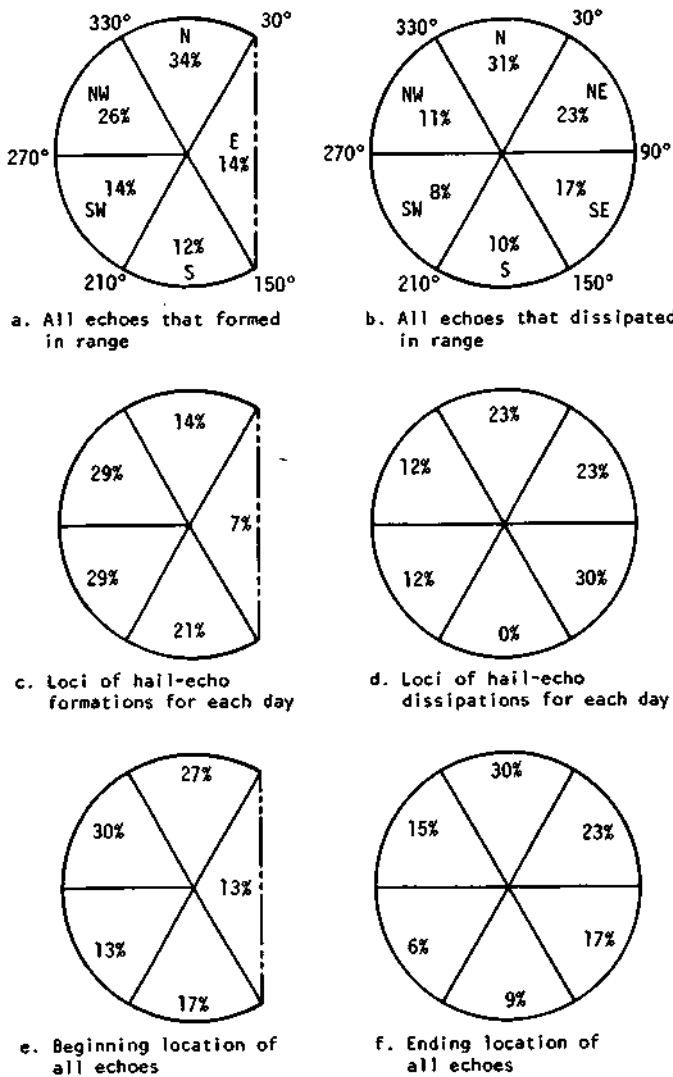 330° N 30°
34%
NW
26%
E
14%
270°
14%
SW
12%
S
210° 150°
a. All echoes that formed
in range
330° N 30°
31%
NW NE
11% 23%
270° 90°
8% 17%
SW SE
10%
S
210° 150°
b. All echoes that dissipated
in range
14%
29%
7%
29%
21%
c. Loci of hail-echo
formations for each day
23%
12% 23%
12% 30%
0%
d. Loci of hail-echo
dissipations for each day
27%
30%
13%
13%
17%
e. Beginning location of
all echoes
30%
15% 23%
6% 17%
9%
f. Ending location of
all echoes